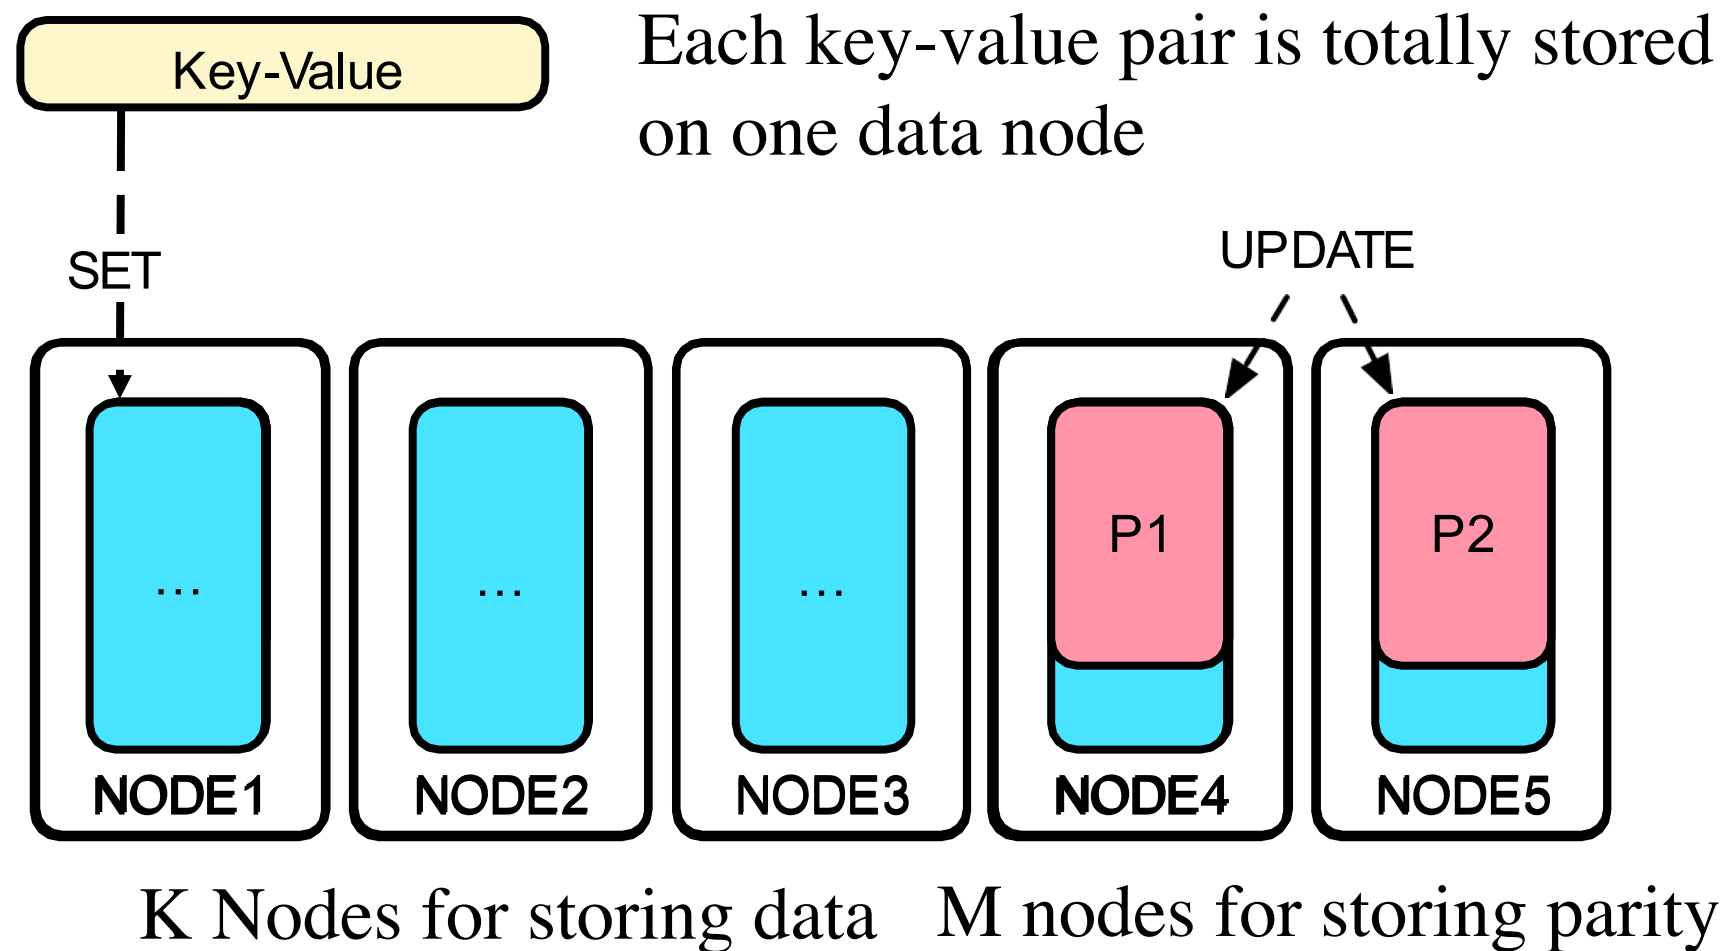 Key-Value
Each key-value pair is totally stored
on one data node
SET
UPDATE
...
...
...
P1
P2
NODE1
NODE2
NODE3
NODE4
NODE5
K Nodes for storing data
M nodes for storing parity